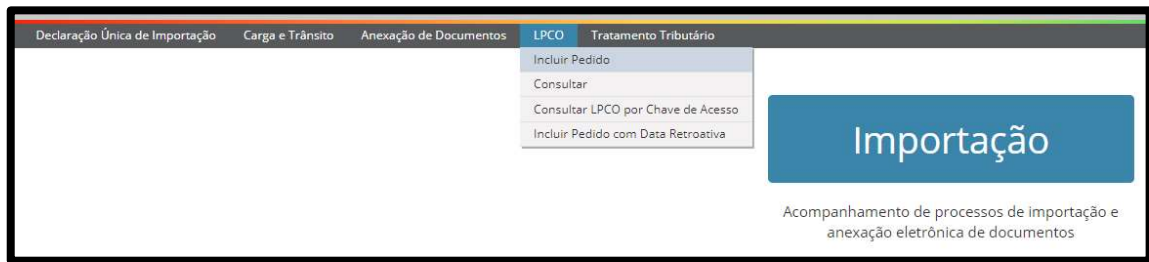 Declaração Única de Importação Carga e Trânsito Anexação de Documentos LPCO Tratamento Tributário
Incluir Pedido
Consultar
Consultar LPCO por Chave de Acesso
Incluir Pedido com Data Retroativa
Importação
Acompanhamento de processos de importação e
anexação eletrônica de documentos